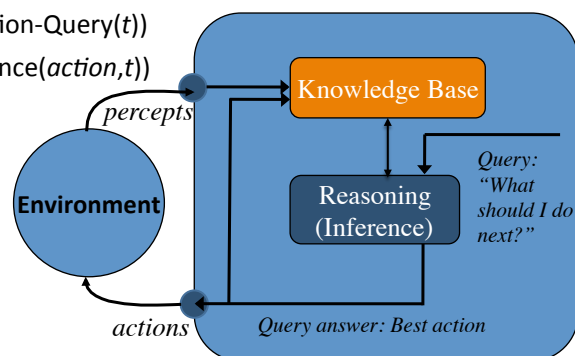 ion-Query(t))
nce(action,t))
percepts
Knowledge Base
Query:
“What
should I do
next?”
Reasoning
(Inference)
Environment
actions
Query answer: Best action